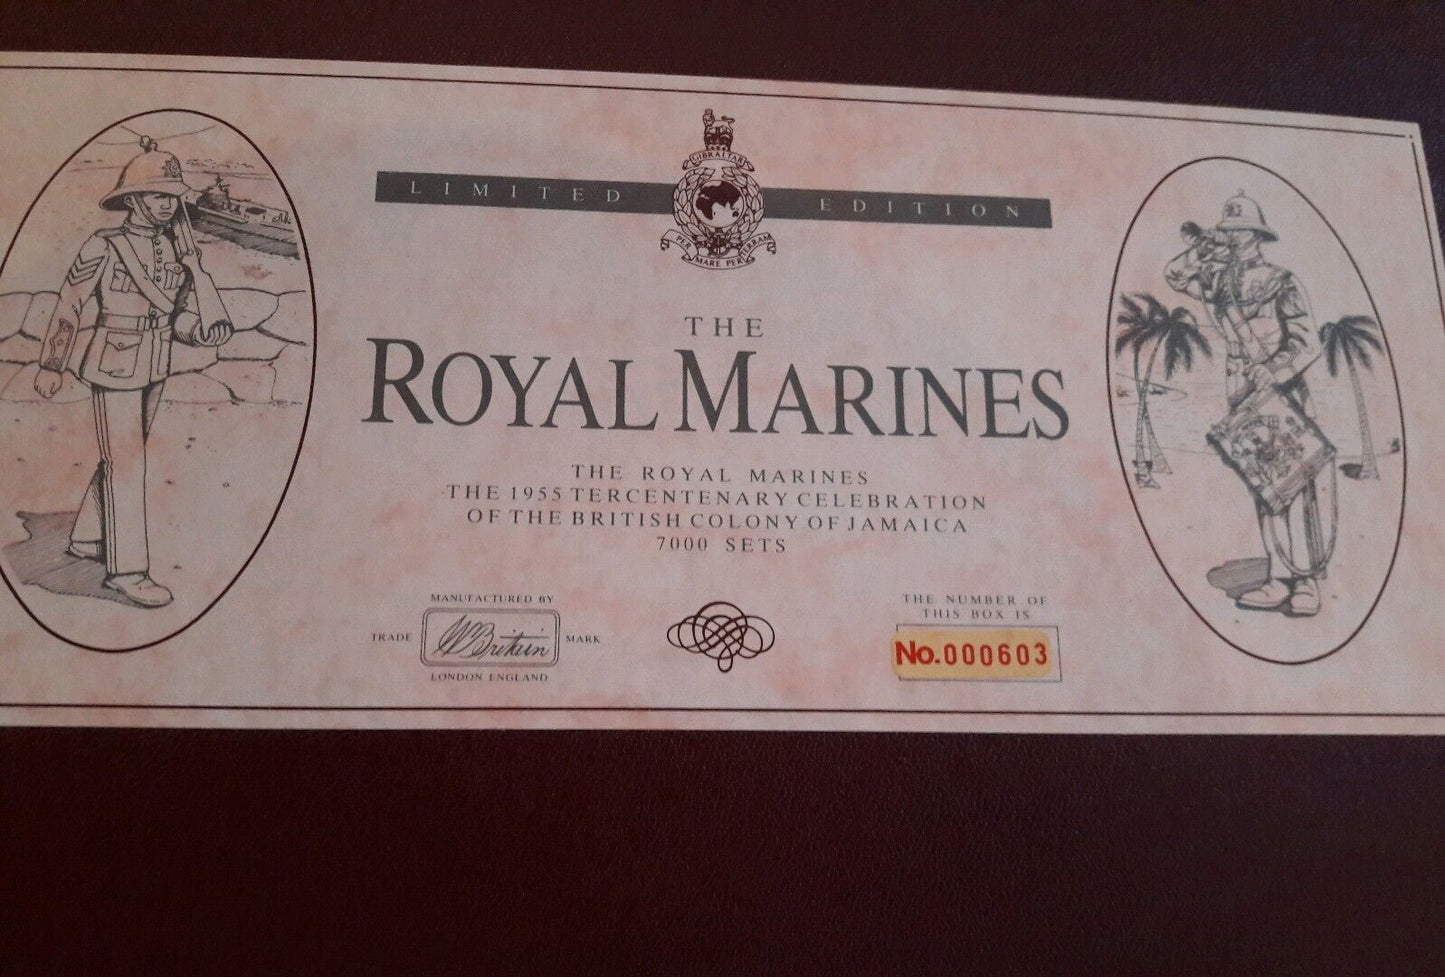 GIBRALTAR
LIMITED EDITION
PER MARE PER TERRAM
THE
ROYAL MARINES
THE ROYAL MARINES
THE 1955 TERCENTENARY CELEBRATION
OF THE BRITISH COLONY OF JAMAICA
7000 SETS
MANUFACTURED BY
TRADE WBritain MARK
LONDON ENGLAND
THE NUMBER OF
THIS BOX IS
No.000603